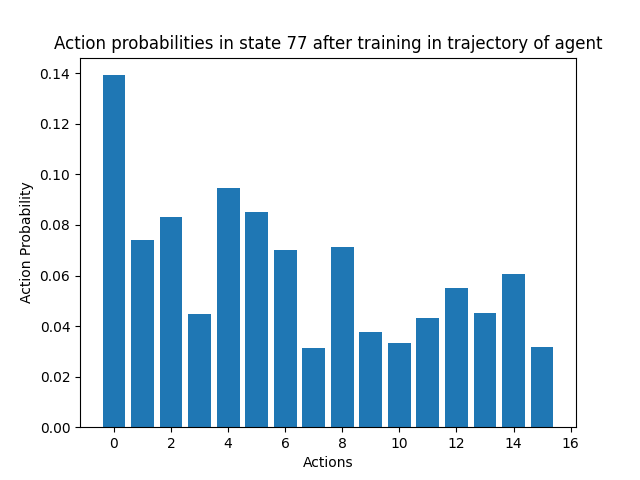 Action probabilities in state 77 after training in trajectory of agent
0.14
0.12
0.10
0.08
0.06
0.04
0.02
0.00
Action Probability
0 2 4 6 8 10 12 14 16
Actions